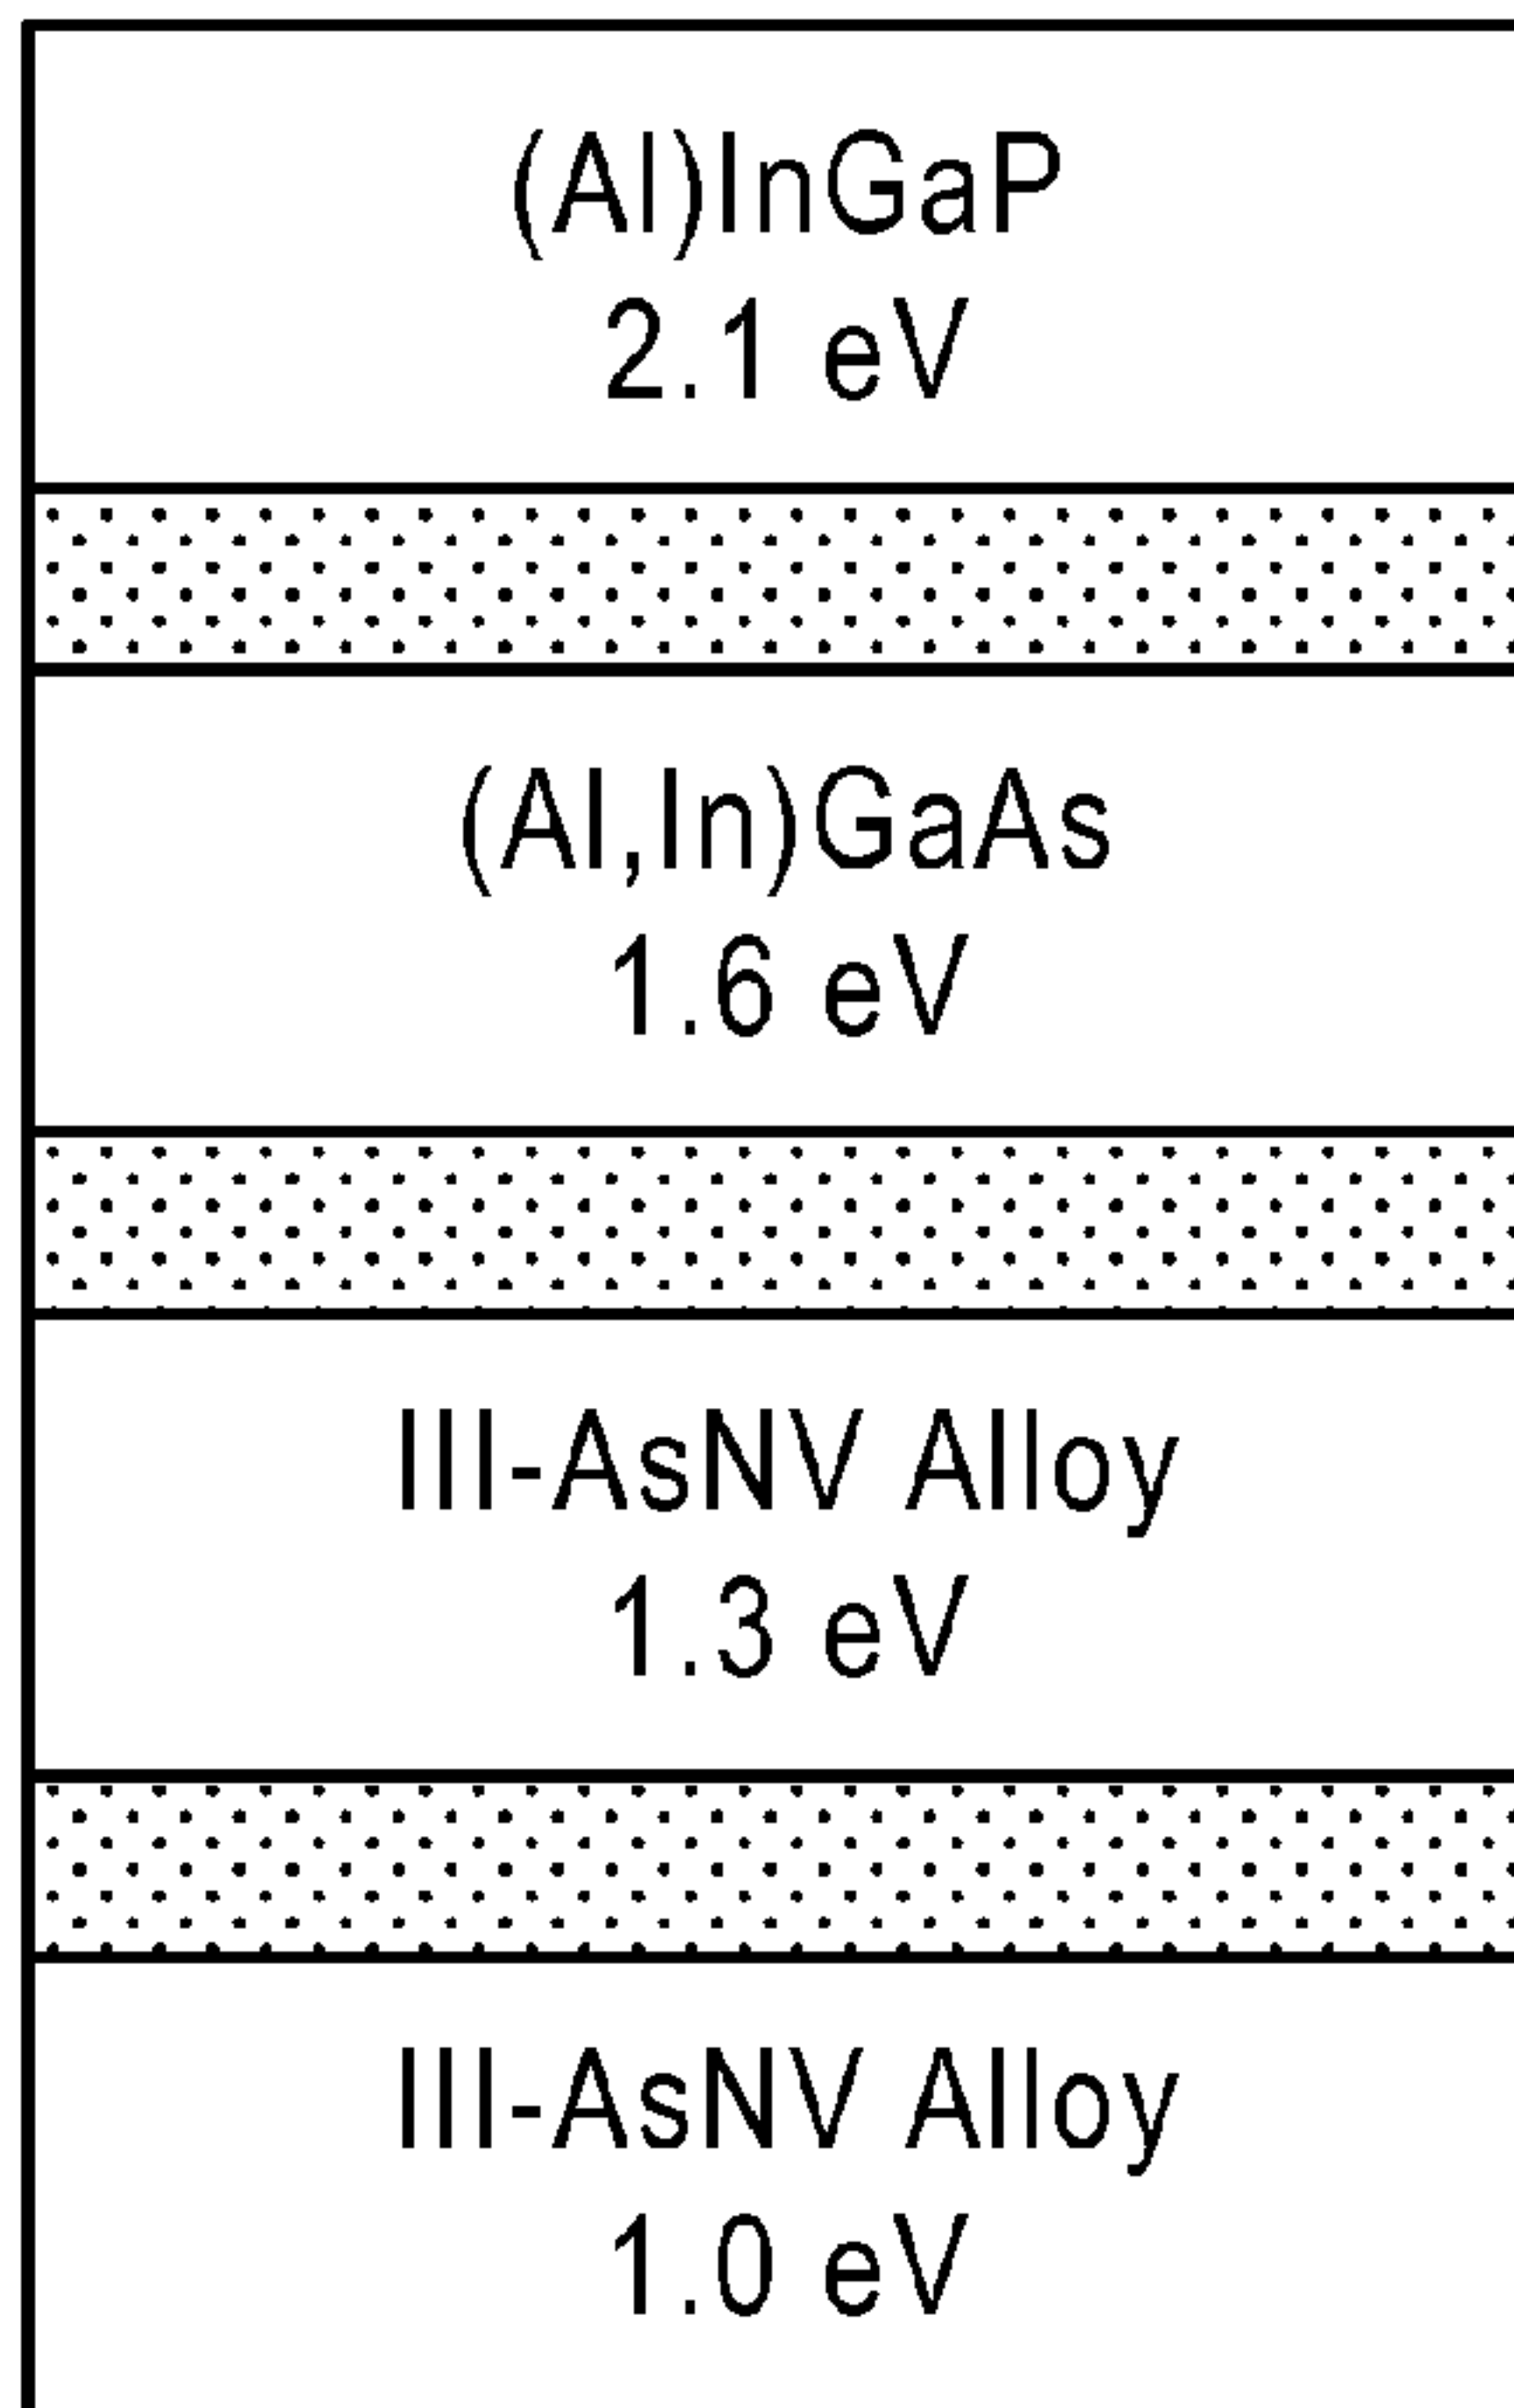 (Al)InGaP
2.1 eV
(Al,In)GaAs
1.6 eV
III-AsNV Alloy
1.3 eV
III-AsNV Alloy
1.0 eV